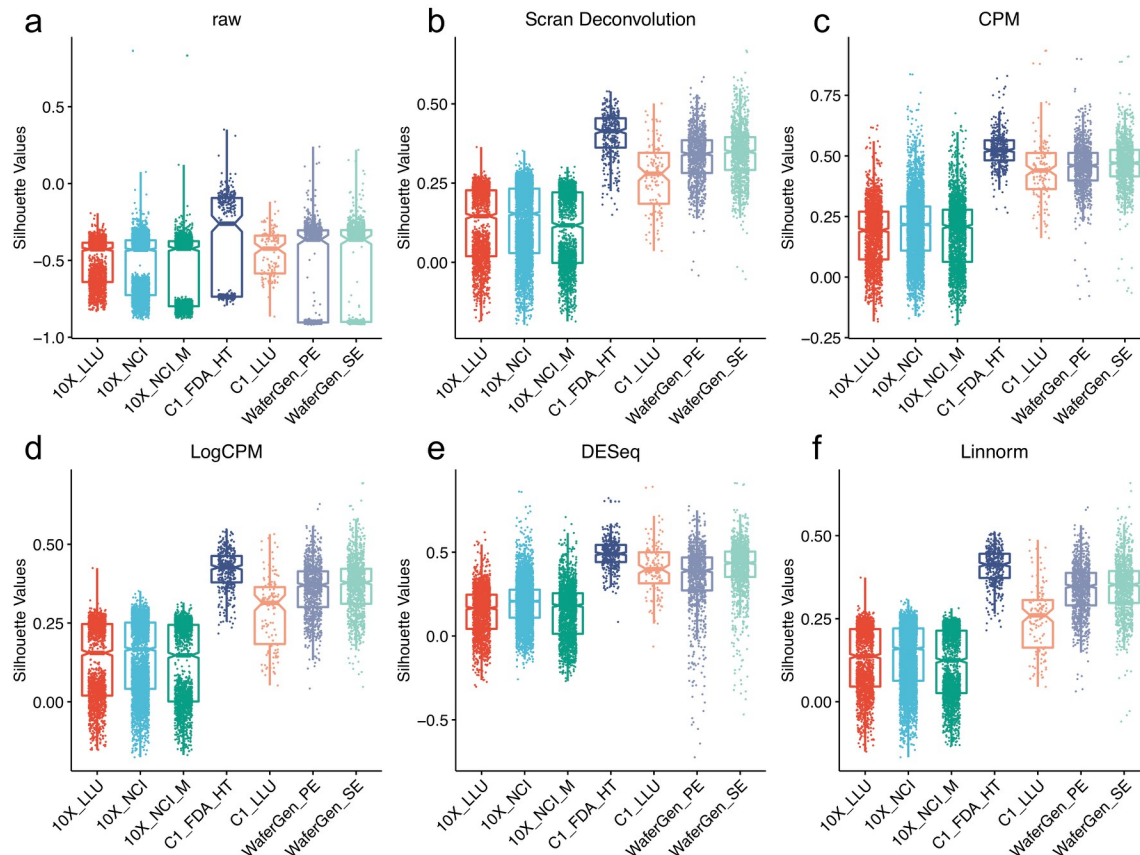 a raw
Silhouette Values
0.5
0.0
−0.5
−1.0
10X_LLU
10X_NCI
10X_NCI_M
C1_FDA_HT
C1_LLU
WaferGen_PE
WaferGen_SE
b Scran Deconvolution
Silhouette Values
0.50
0.25
0.00
10X_LLU
10X_NCI
10X_NCI_M
C1_FDA_HT
C1_LLU
WaferGen_PE
WaferGen_SE
c CPM
Silhouette Values
0.75
0.50
0.25
0.00
−0.25
10X_LLU
10X_NCI
10X_NCI_M
C1_FDA_HT
C1_LLU
WaferGen_PE
WaferGen_SE
d LogCPM
Silhouette Values
0.50
0.25
0.00
10X_LLU
10X_NCI
10X_NCI_M
C1_FDA_HT
C1_LLU
WaferGen_PE
WaferGen_SE
e DESeq
Silhouette Values
0.5
0.0
−0.5
10X_LLU
10X_NCI
10X_NCI_M
C1_FDA_HT
C1_LLU
WaferGen_PE
WaferGen_SE
f Linnorm
Silhouette Values
0.50
0.25
0.00
10X_LLU
10X_NCI
10X_NCI_M
C1_FDA_HT
C1_LLU
WaferGen_PE
WaferGen_SE